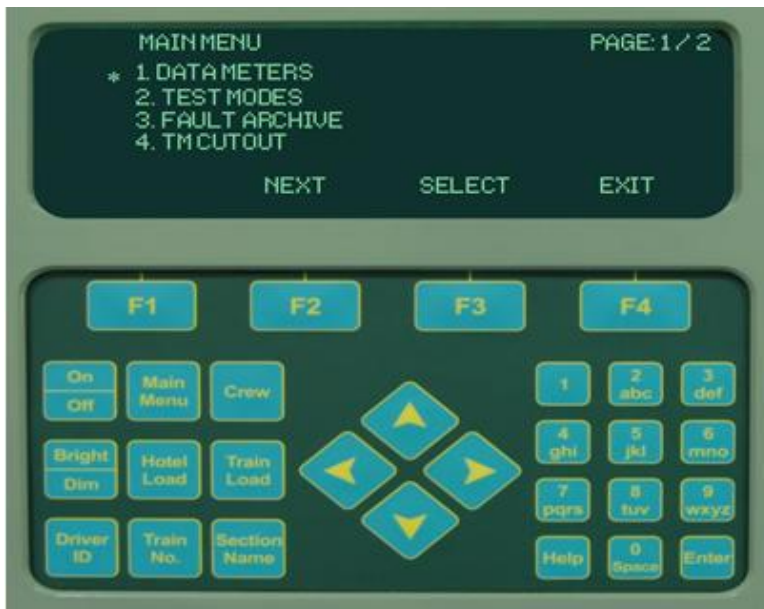 MAIN MENU PAGE: 1 / 2
* 1. DATA METERS
2. TEST MODES
3. FAULT ARCHIVE
4. TM CUTOUT
NEXT SELECT EXIT
F1 F2 F3 F4
On
Off
Main
Menu
Crew
1
2
abc
3
def
Bright
Dim
Hotel
Load
Train
Load
4
ghi
5
jkl
6
mno
7
pqrs
8
tuv
9
wxyz
Driver
ID
Train
No.
Section
Name
Help
0
Space
Enter